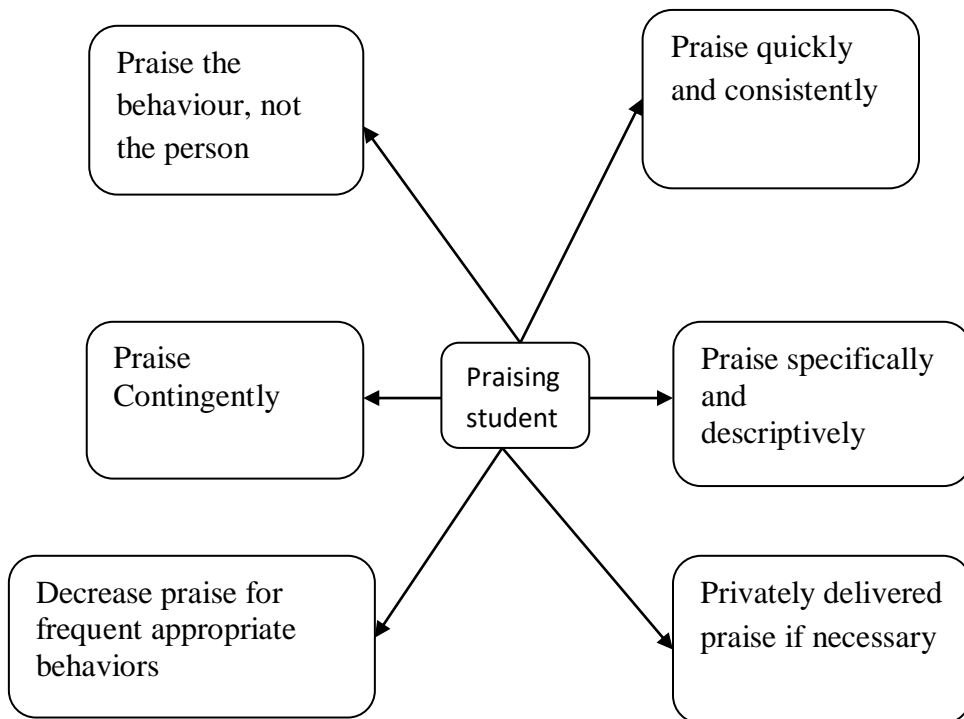 Praise the
behaviour, not
the person
Praise quickly
and consistently
Praise
Contingently
Praising
student
Praise specifically
and
descriptively
Decrease praise for
frequent appropriate
behaviors
Privately delivered
praise if necessary